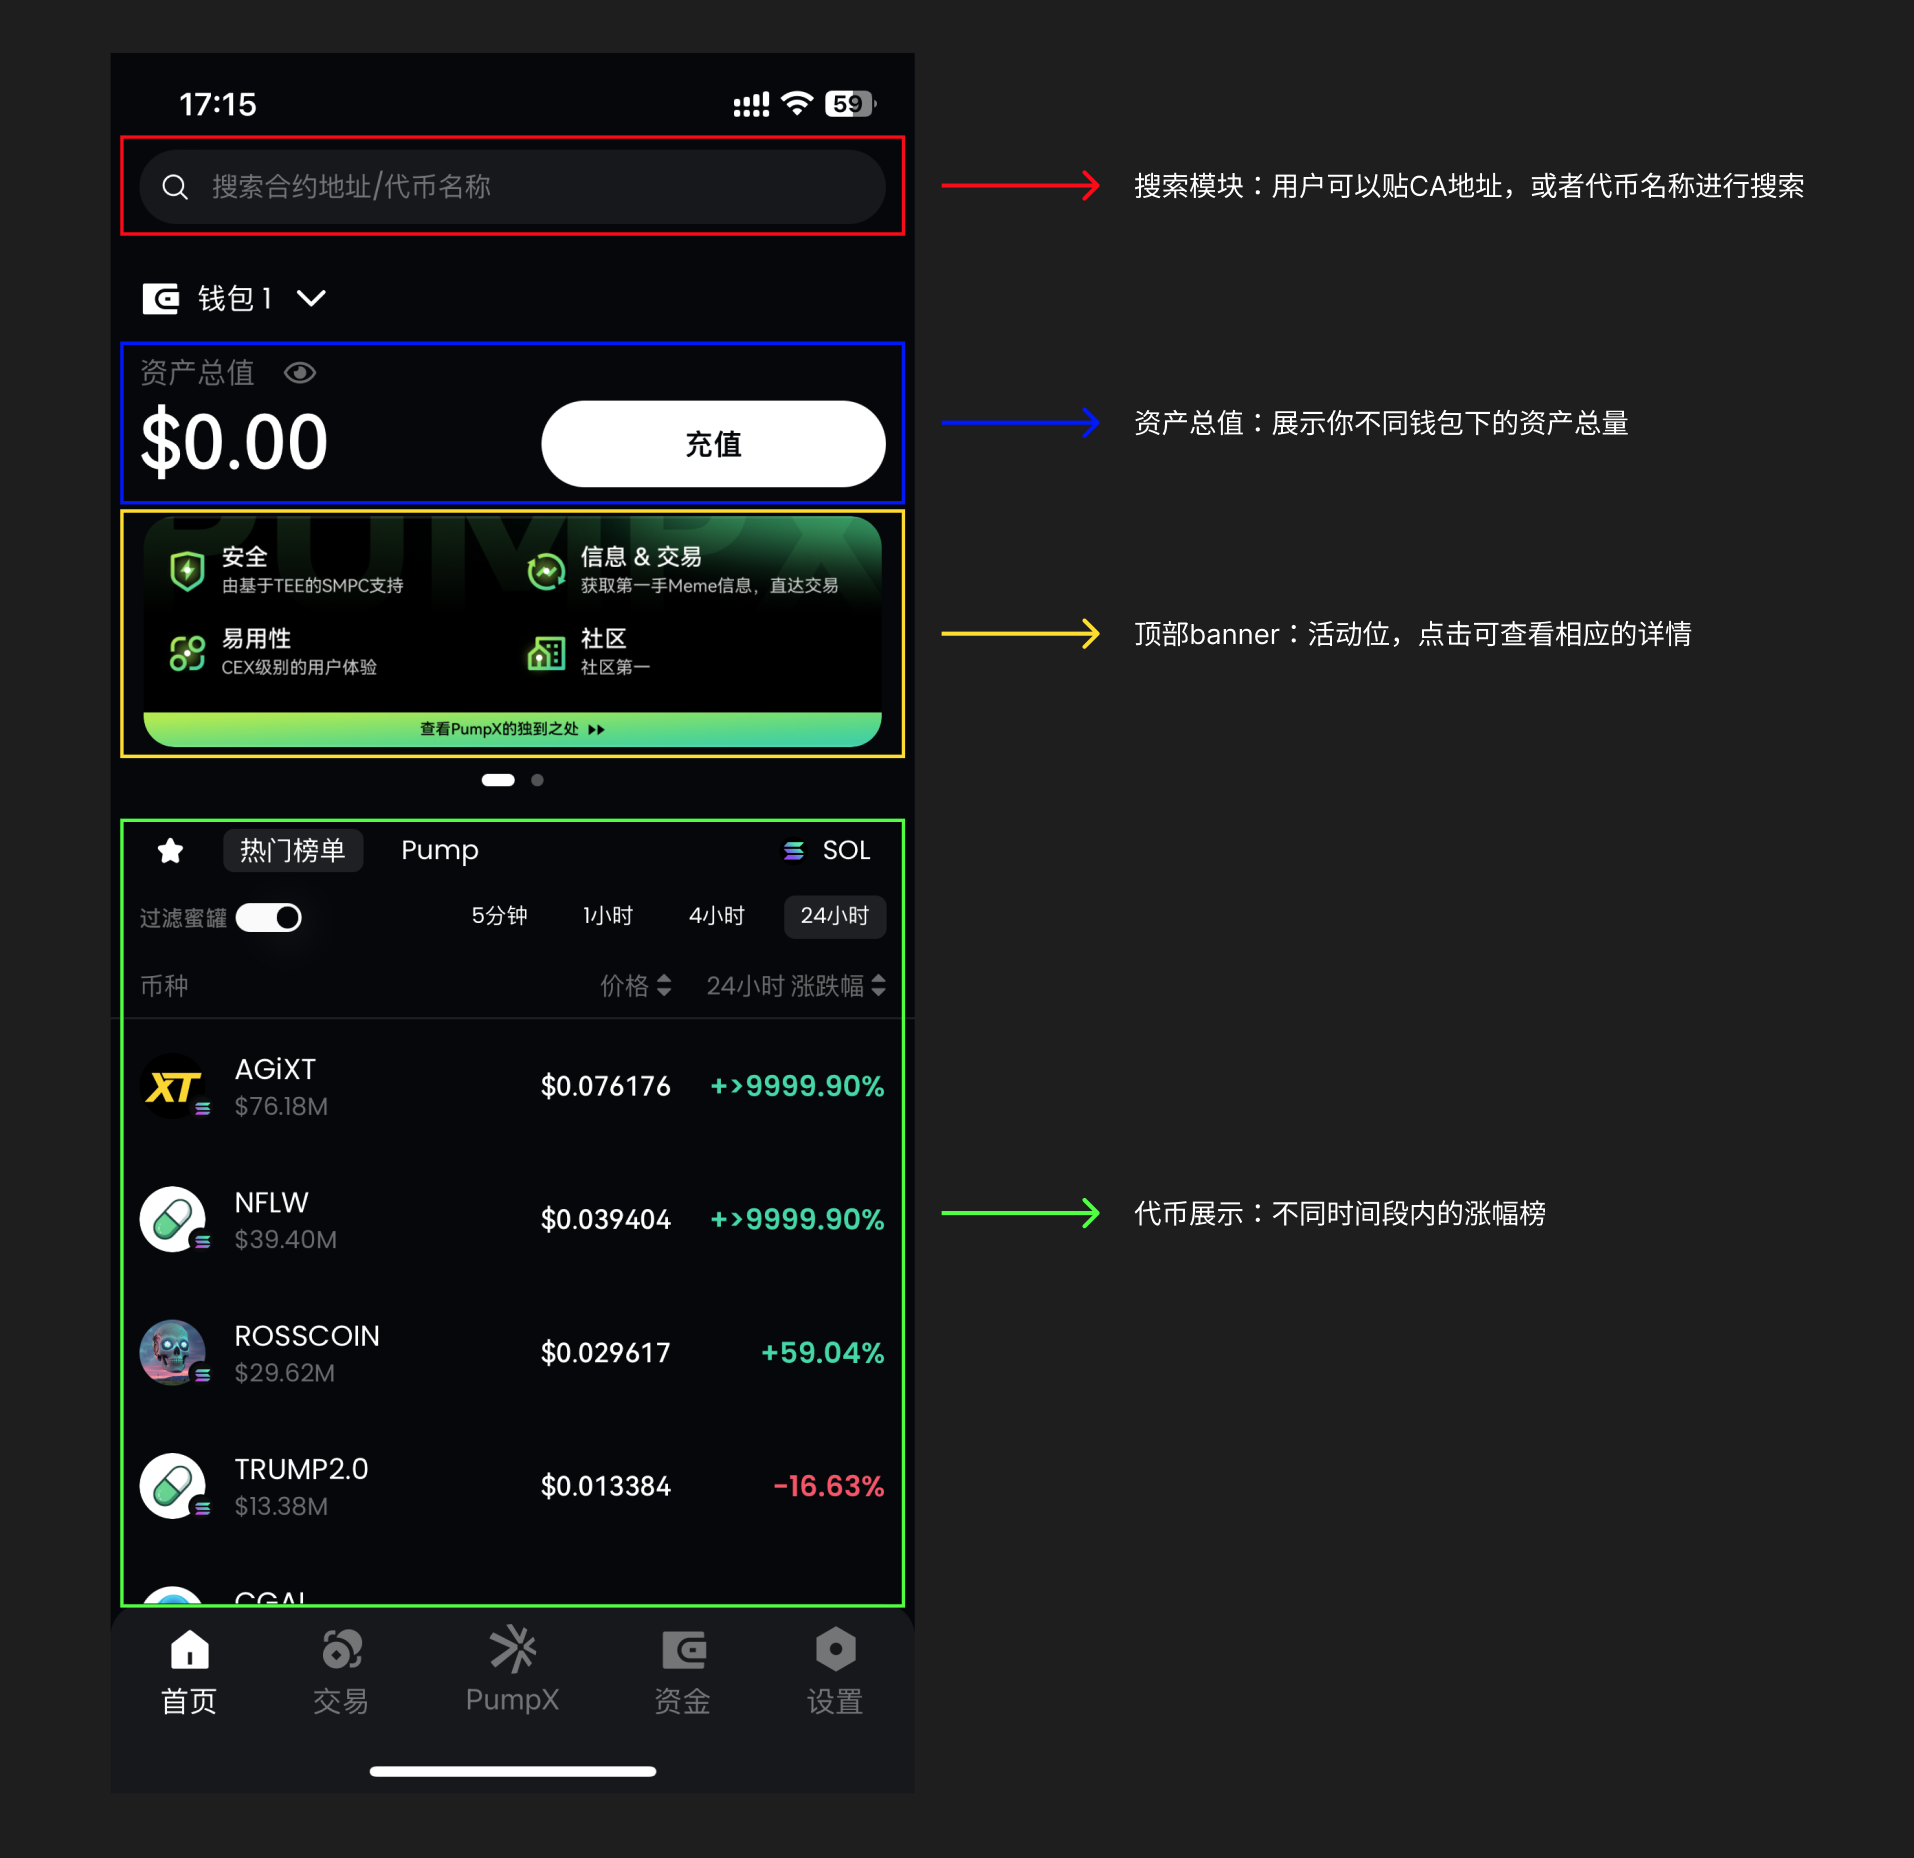 17:15
59
搜索合约地址/代币名称
搜索模块：用户可以贴CA地址，或者代币名称进行搜索
钱包 1
资产总值
$0.00
充值
资产总值：展示你不同钱包下的资产总量
PUMPX
安全
由基于TEE的SMPC支持
信息 & 交易
获取第一手Meme信息，直达交易
易用性
CEX级别的用户体验
社区
社区第一
查看PumpX的独到之处
顶部banner：活动位，点击可查看相应的详情
热门榜单 Pump SOL
过滤蜜罐 5分钟 1小时 4小时 24小时
币种 价格 24小时 涨跌幅
XT
AGiXT
$76.18M
$0.076176 +>9999.90%
NFLW
$39.40M
$0.039404 +>9999.90%
代币展示：不同时间段内的涨幅榜
ROSSCOIN
$29.62M
$0.029617 +59.04%
TRUMP2.0
$13.38M
$0.013384 -16.63%
首页 交易 PumpX 资金 设置